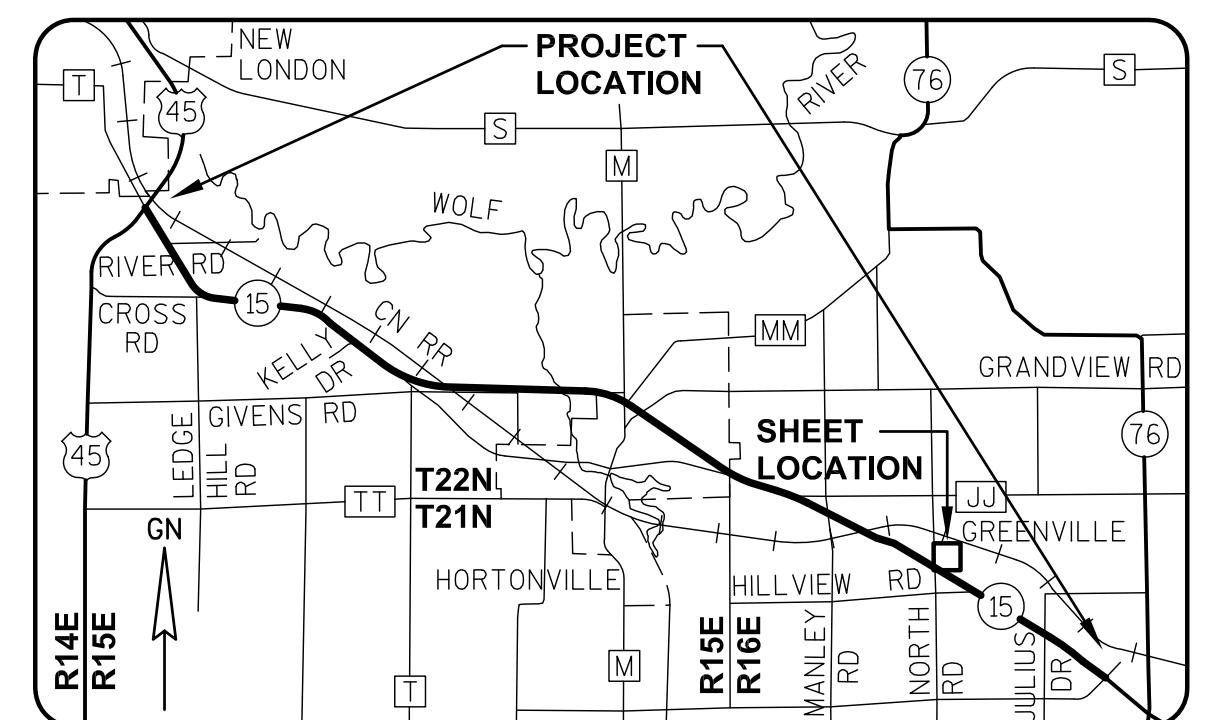 NEW
LONDON
PROJECT
LOCATION
T
45
76
S
S
M
RIVER
WOLF
RIVER RD
15
CROSS
RD
CN RR
KELLY
DR
MM
GRANDVIEW RD
GIVENS RD
LEDGE
HILL
RD
45
76
SHEET
LOCATION
T22N
T21N
TT
JJ
GN
GREENVILLE
HORTONVILLE
HILLVIEW RD
15
R14E
R15E
R15E
R16E
MANLEY
RD
NORTH
RD
JULIUS
DR
M
T